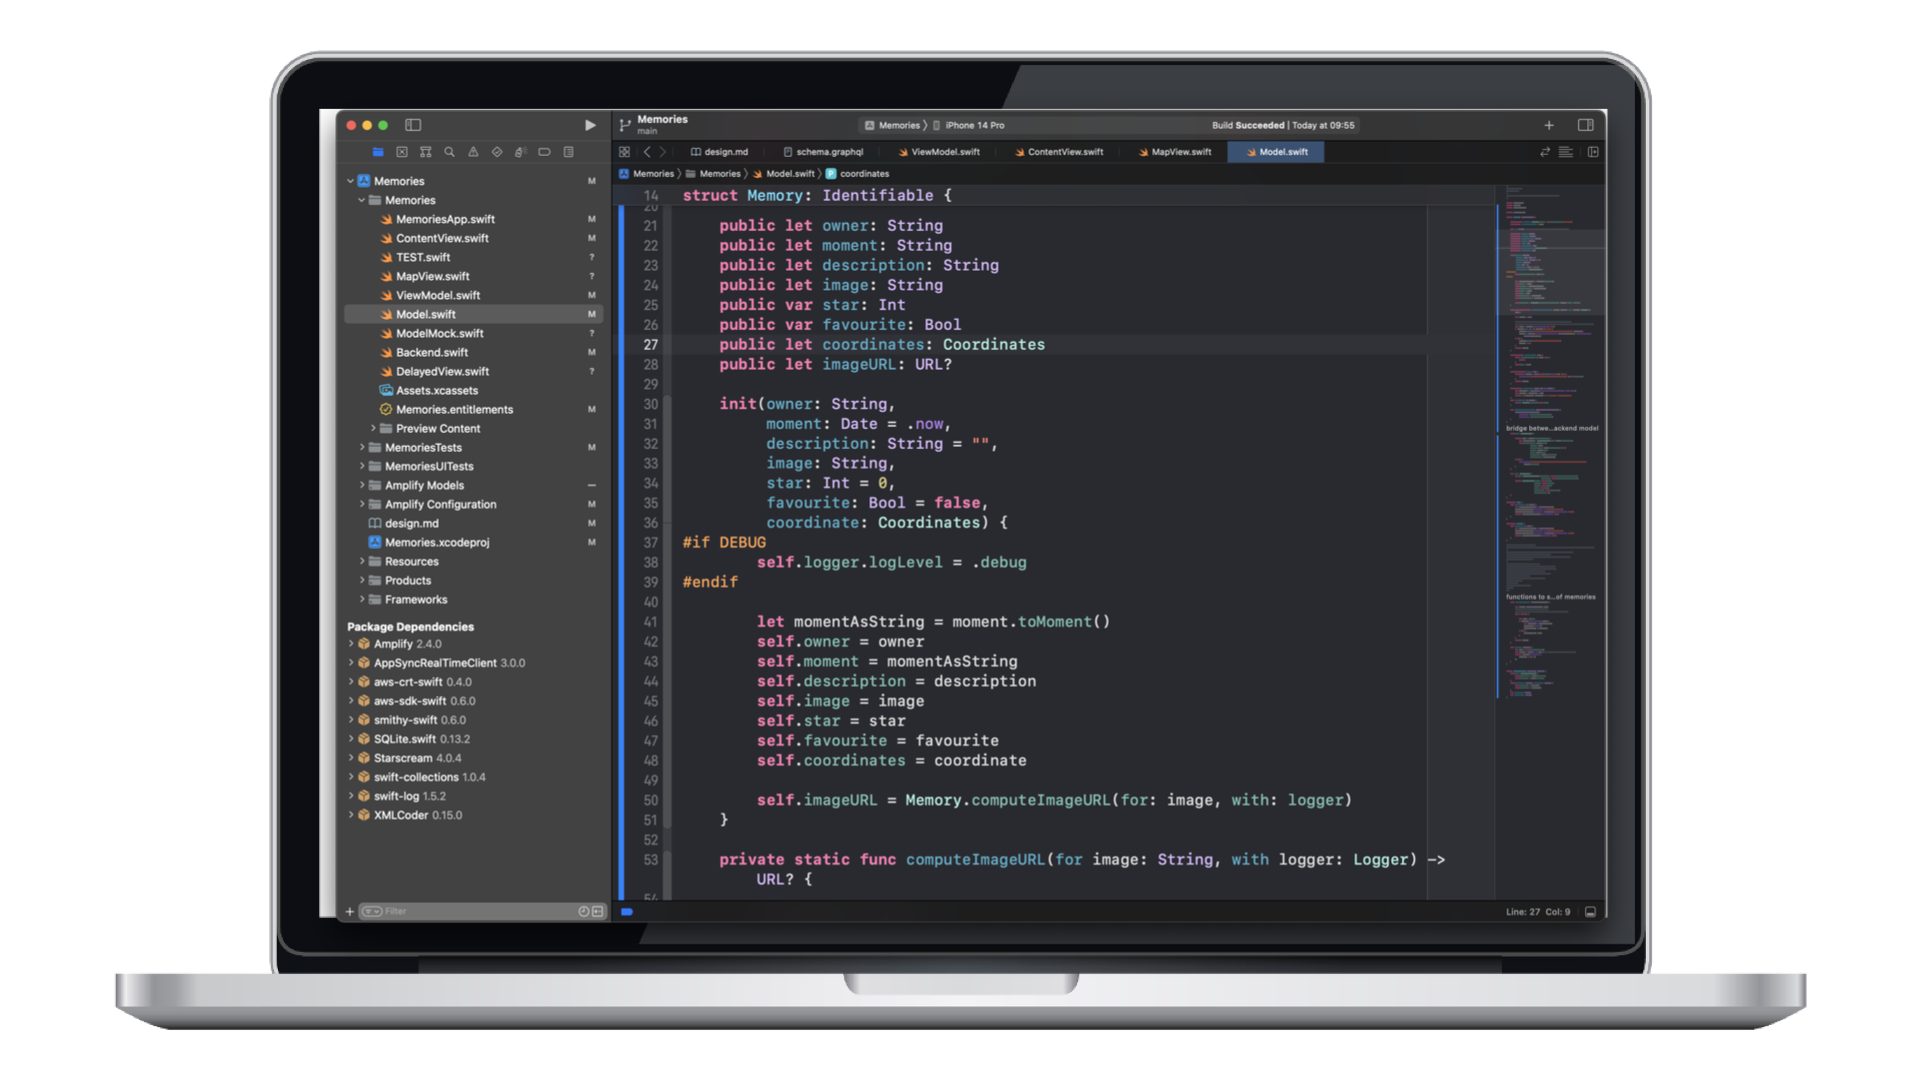 Memories
main
Memories
iPhone 14 Pro
Build Succeeded | Today at 09:55
design.md
schema.graphql
ViewModel.swift
ContentView.swift
MapView.swift
Model.swift
Memories
Memories
Model.swift
coordinates
Memories M
Memories
MemoriesApp.swift M
ContentView.swift M
TEST.swift ?
MapView.swift ?
ViewModel.swift M
Model.swift M
ModelMock.swift ?
Backend.swift M
DelayedView.swift ?
Assets.xcassets
Memories.entitlements M
Preview Content
MemoriesTests M
MemoriesUITests
Amplify Models –
Amplify Configuration M
design.md M
Memories.xcodeproj M
Resources
Products
Frameworks
Package Dependencies
Amplify 2.4.0
AppSyncRealTimeClient 3.0.0
aws-crt-swift 0.4.0
aws-sdk-swift 0.6.0
smithy-swift 0.6.0
SQLite.swift 0.13.2
Starscream 4.0.4
swift-collections 1.0.4
swift-log 1.5.2
XMLCoder 0.15.0
Filter
14 struct Memory: Identifiable {
20
21 public let owner: String
22 public let moment: String
23 public let description: String
24 public let image: String
25 public var star: Int
26 public var favourite: Bool
27 public let coordinates: Coordinates
28 public let imageURL: URL?
29
30 init(owner: String,
31 moment: Date = .now,
32 description: String = "",
33 image: String,
34 star: Int = 0,
35 favourite: Bool = false,
36 coordinate: Coordinates) {
37 #if DEBUG
38 self.logger.logLevel = .debug
39 #endif
40
41 let momentAsString = moment.toMoment()
42 self.owner = owner
43 self.moment = momentAsString
44 self.description = description
45 self.image = image
46 self.star = star
47 self.favourite = favourite
48 self.coordinates = coordinate
49
50 self.imageURL = Memory.computeImageURL(for: image, with: logger)
51 }
52
53 private static func computeImageURL(for image: String, with logger: Logger) ->
URL? {
54
bridge betwe...ackend model
functions to s...of memories
Line: 27 Col: 9